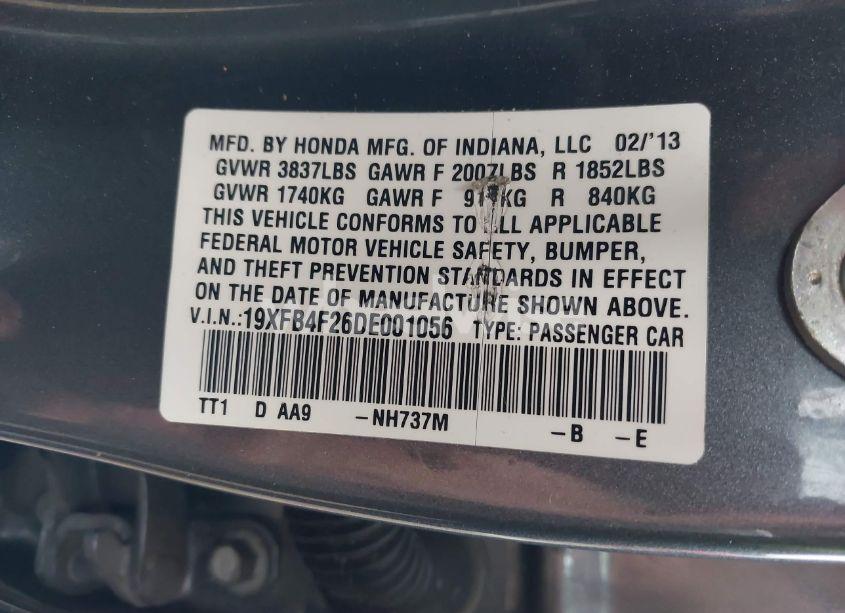 MFD. BY HONDA MFG. OF INDIANA, LLC 02/'13
GVWR 3837LBS GAWR F 2007LBS R 1852LBS
GVWR 1740KG GAWR F KG R 840KG
THIS VEHICLE CONFORMS TO ALL APPLICABLE
FEDERAL MOTOR VEHICLE SAFETY, BUMPER,
AND THEFT PREVENTION STANDARDS IN EFFECT
ON THE DATE OF MANUFACTURE SHOWN ABOVE.
V.I.N.:19XFB4F26DE001056 TYPE: PASSENGER CAR
TT1 D AA9 -NH737M -B -E